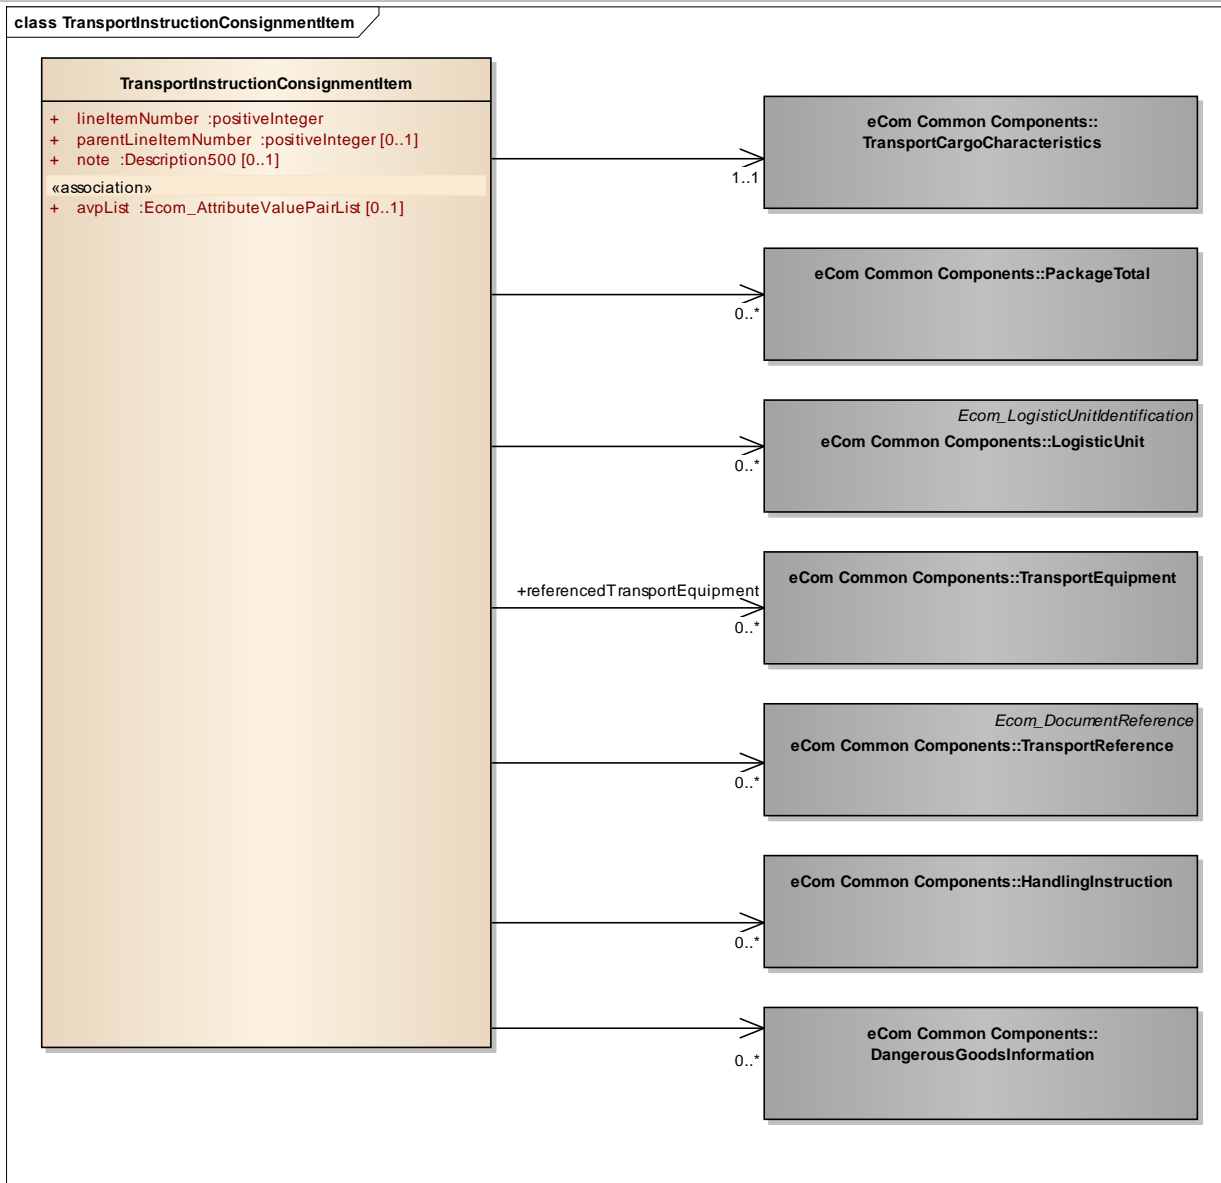 class TransportInstructionConsignmentItem
TransportInstructionConsignmentItem
+ lineItemNumber :positiveInteger
+ parentLineItemNumber :positiveInteger [0..1]
+ note :Description500 [0..1]
«association»
+ avpList :Ecom_AttributeValuePairList [0..1]
eCom Common Components::
TransportCargoCharacteristics
1..1
eCom Common Components::PackageTotal
0..*
Ecom_LogisticUnitIdentification
eCom Common Components::LogisticUnit
0..*
eCom Common Components::TransportEquipment
+referencedTransportEquipment
0..*
Ecom_DocumentReference
eCom Common Components::TransportReference
0..*
eCom Common Components::HandlingInstruction
0..*
eCom Common Components::
DangerousGoodsInformation
0..*